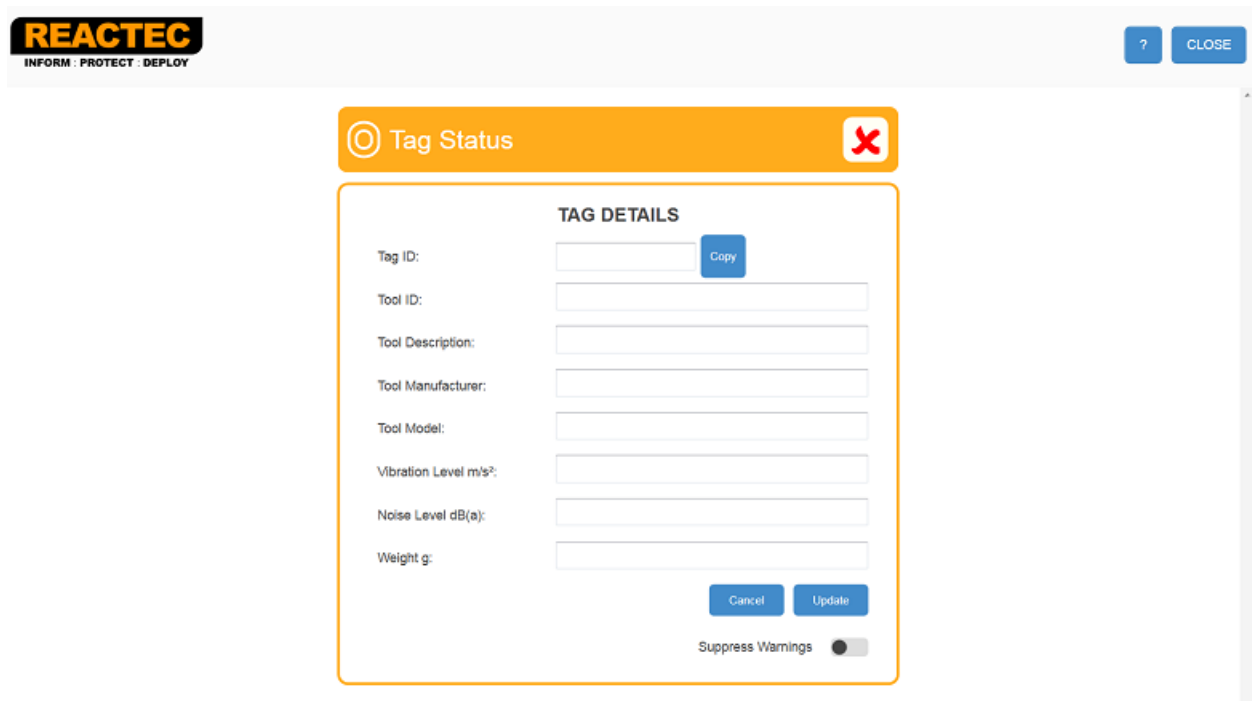 REACTEC
INFORM : PROTECT : DEPLOY
? CLOSE
Tag Status
TAG DETAILS
Tag ID: Copy
Tool ID:
Tool Description:
Tool Manufacturer:
Tool Model:
Vibration Level m/s²:
Noise Level dB(a):
Weight g:
Cancel Update
Suppress Warnings